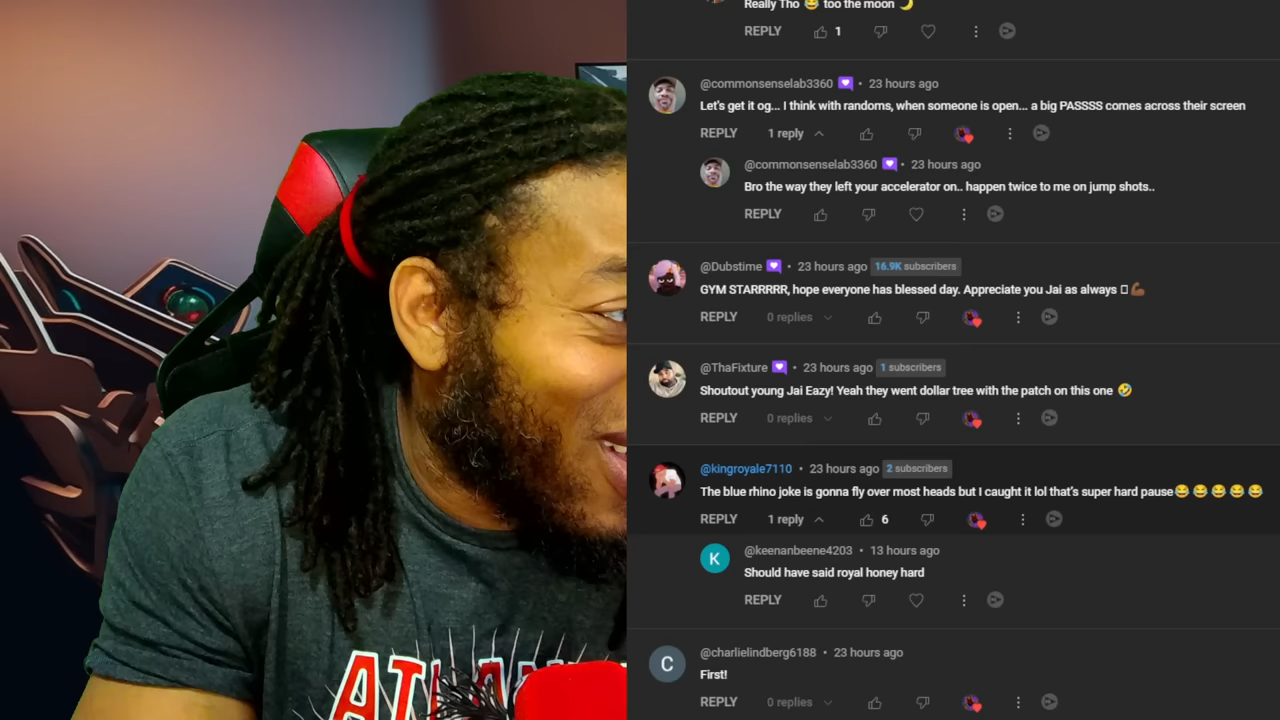 Really Tho 😂 too the moon 🌙
REPLY 1
@commonsenselab3360 • 23 hours ago
Let's get it og... I think with randoms, when someone is open... a big PASSSS comes across their screen
REPLY 1 reply
@commonsenselab3360 • 23 hours ago
Bro the way they left your accelerator on.. happen twice to me on jump shots..
REPLY
@Dubstime • 23 hours ago 16.9K subscribers
GYM STARRRRR, hope everyone has blessed day. Appreciate you Jai as always 💪🏾
REPLY 0 replies
@ThaFixture • 23 hours ago 1 subscribers
Shoutout young Jai Eazy! Yeah they went dollar tree with the patch on this one 🤣
REPLY 0 replies
@kingroyale7110 • 23 hours ago 2 subscribers
The blue rhino joke is gonna fly over most heads but I caught it lol that's super hard pause😂😂😂😂😂
REPLY 1 reply 6
K
@keenanbeene4203 • 13 hours ago
Should have said royal honey hard
REPLY
C
@charlielindberg6188 • 23 hours ago
First!
REPLY 0 replies